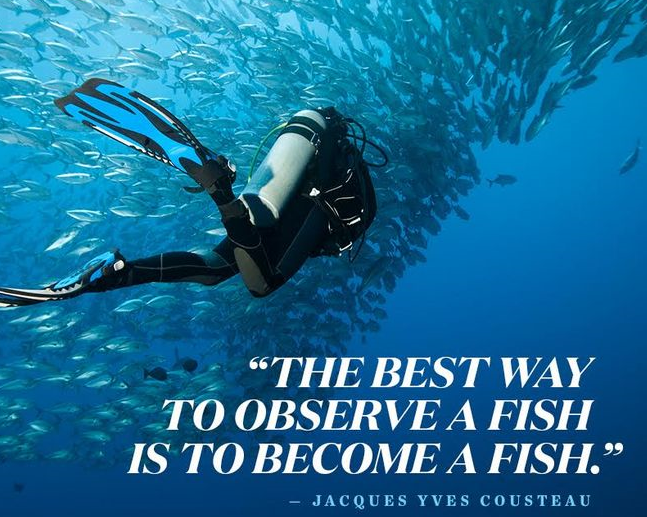 “THE BEST WAY
TO OBSERVE A FISH
IS TO BECOME A FISH.”
– JACQUES YVES COUSTEAU